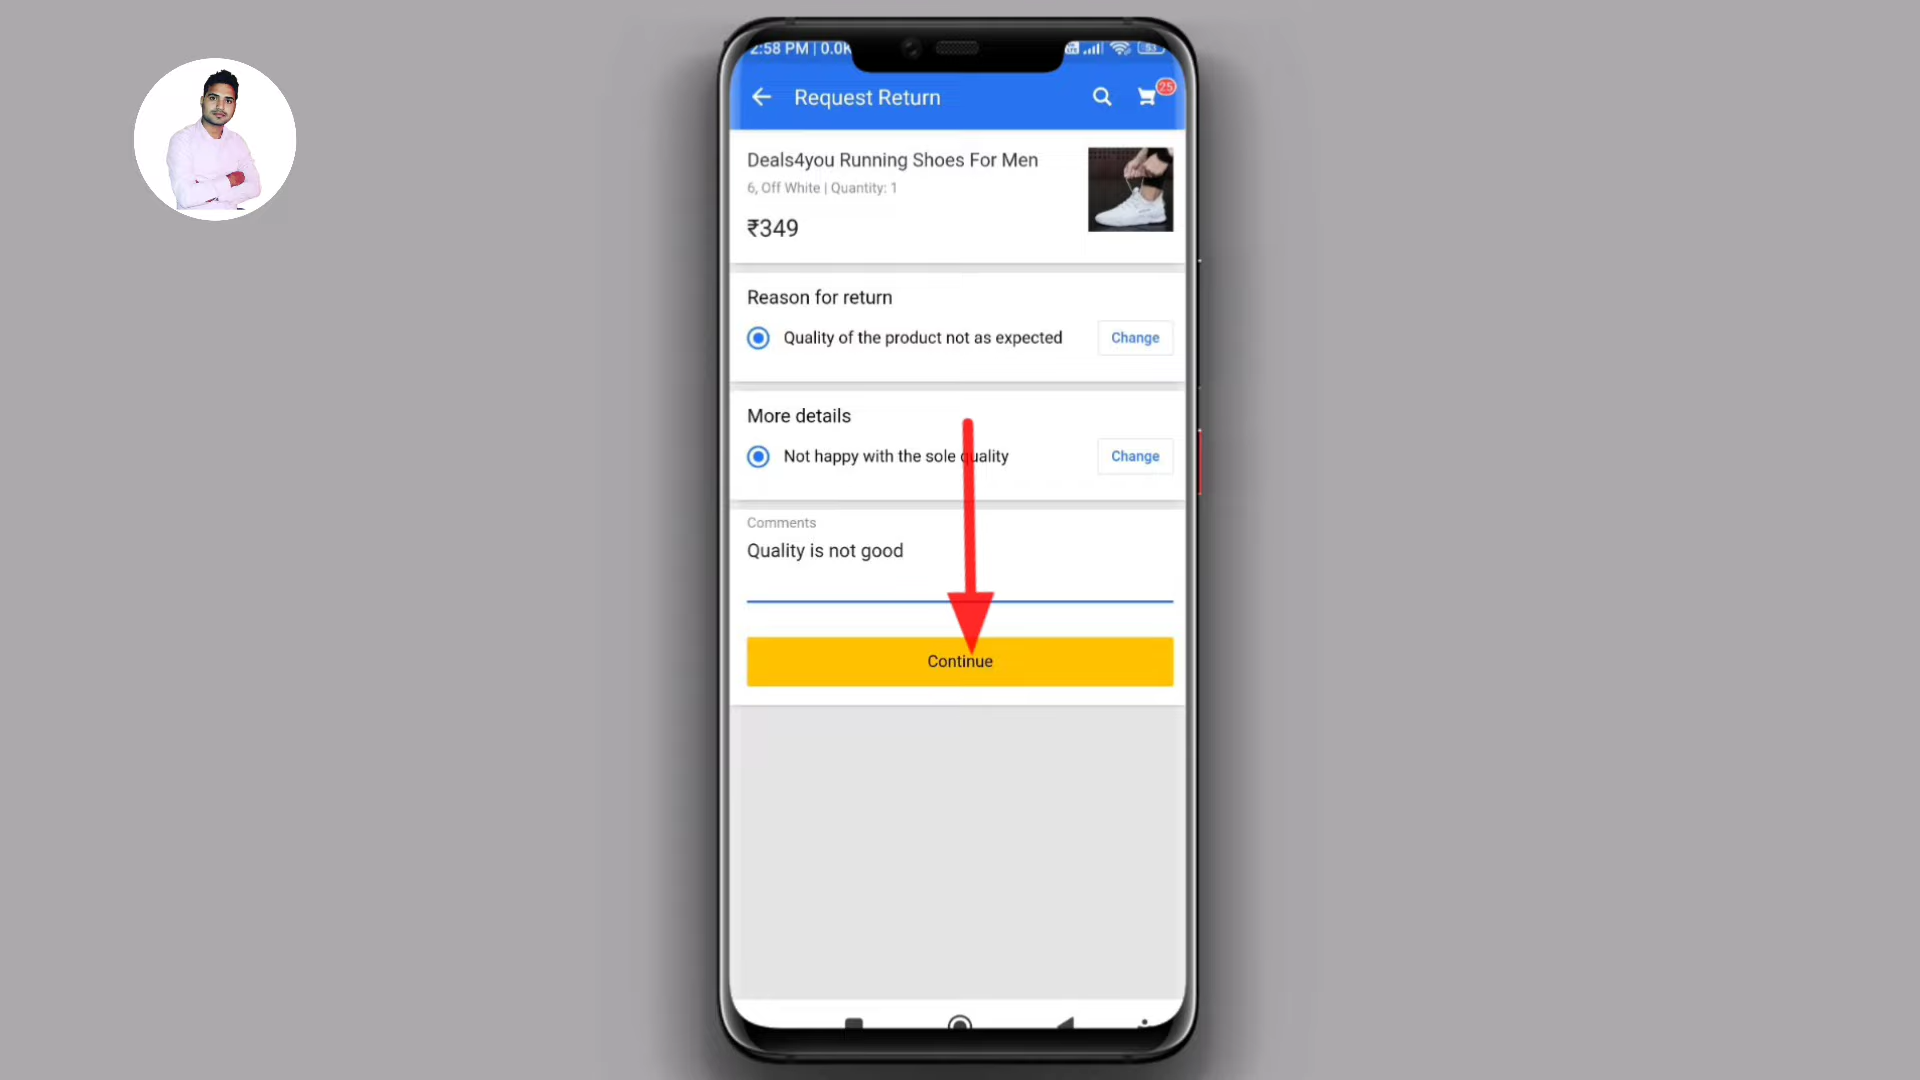 2:58 PM | 0.0K
51
Request Return
25
Deals4you Running Shoes For Men
6, Off White | Quantity: 1
₹349
Reason for return
Quality of the product not as expected
Change
More details
Not happy with the sole quality
Change
Comments
Quality is not good
Continue